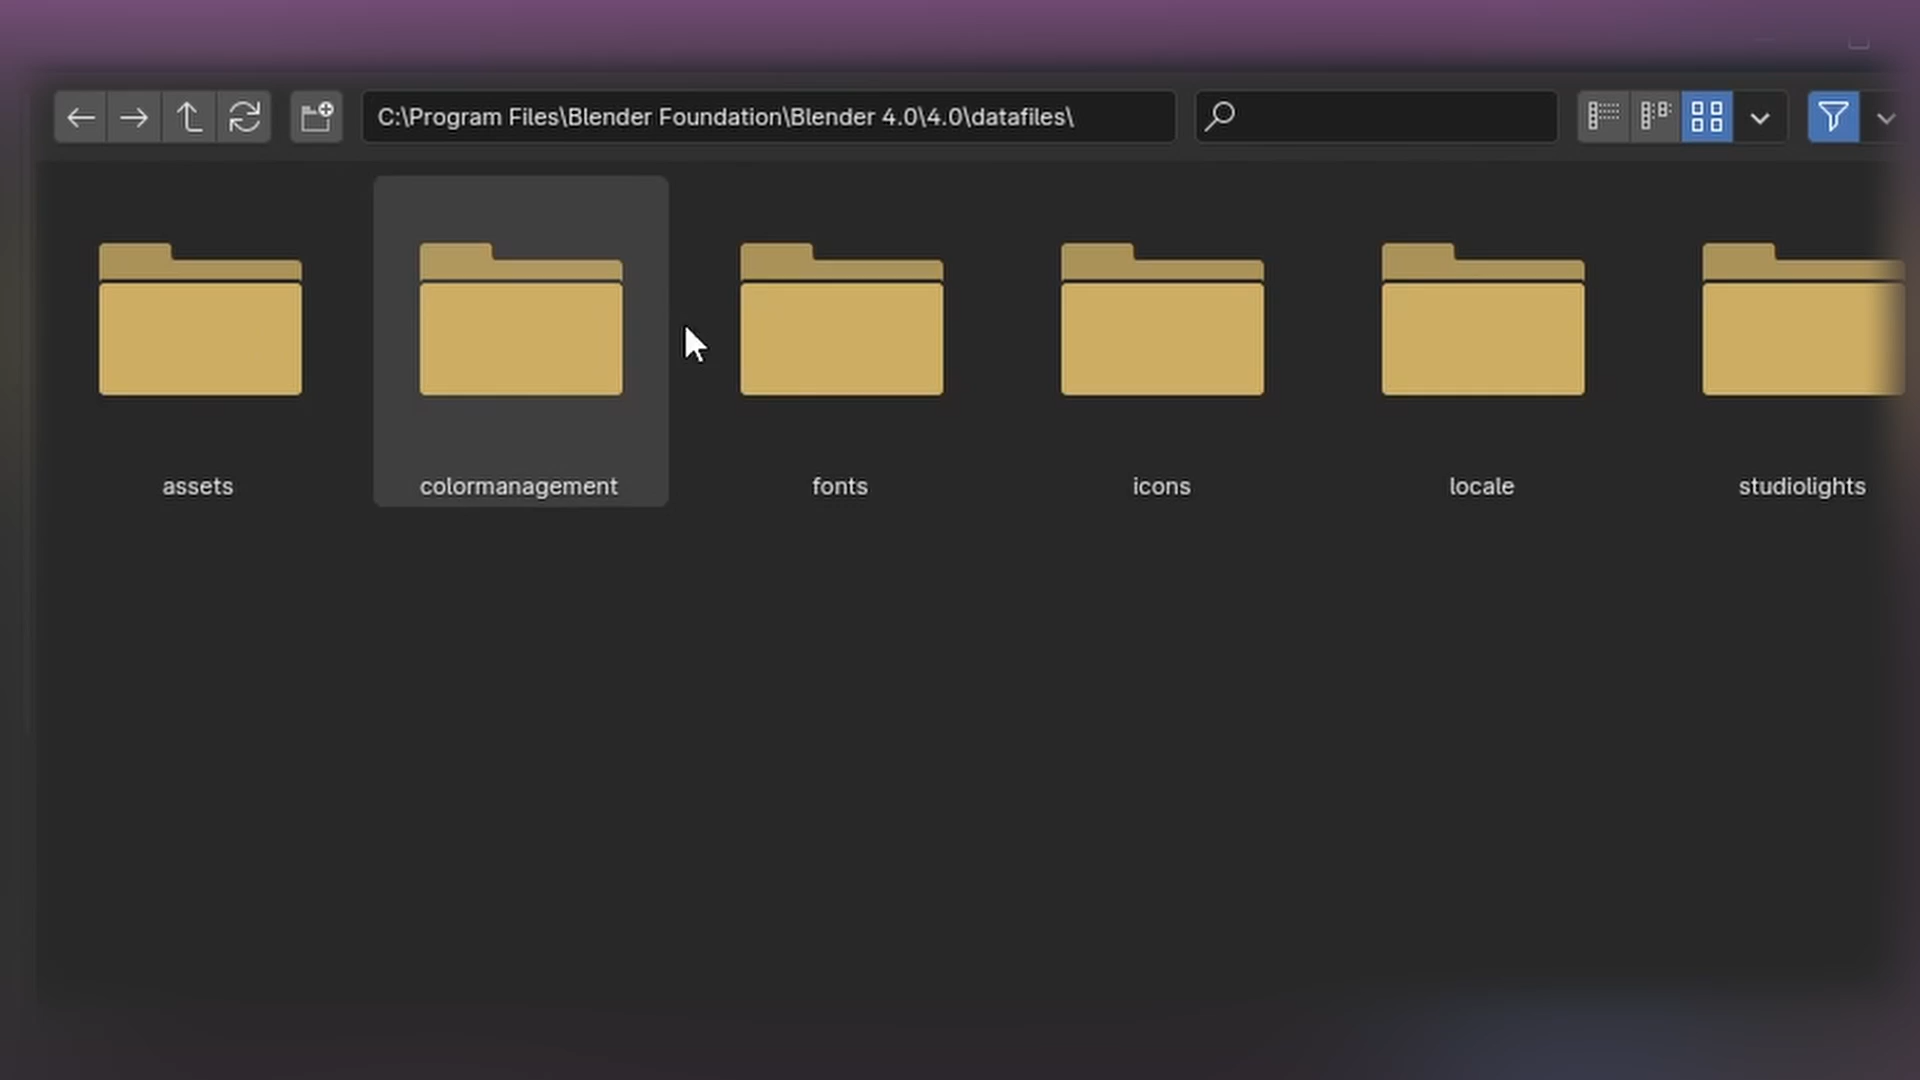 C:\Program Files\Blender Foundation\Blender 4.0\4.0\datafiles\
assets
colormanagement
fonts
icons
locale
studiolights